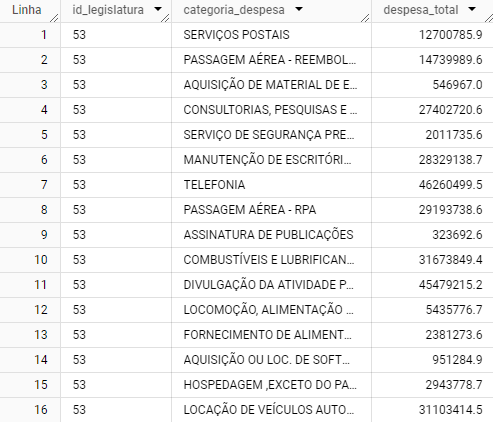 Linha id_legislatura categoria_despesa despesa_total
1 53 SERVIÇOS POSTAIS 12700785.9
2 53 PASSAGEM AÉREA - REEMBOL... 14739989.6
3 53 AQUISIÇÃO DE MATERIAL DE E... 546967.0
4 53 CONSULTORIAS, PESQUISAS E ... 27402720.6
5 53 SERVIÇO DE SEGURANÇA PRE... 2011735.6
6 53 MANUTENÇÃO DE ESCRITÓRI... 28329138.7
7 53 TELEFONIA 46260499.5
8 53 PASSAGEM AÉREA - RPA 29193738.6
9 53 ASSINATURA DE PUBLICAÇÕES 323692.6
10 53 COMBUSTÍVEIS E LUBRIFICAN... 31673849.4
11 53 DIVULGAÇÃO DA ATIVIDADE P... 45479215.2
12 53 LOCOMOÇÃO, ALIMENTAÇÃO ... 5435776.7
13 53 FORNECIMENTO DE ALIMENT... 2381273.6
14 53 AQUISIÇÃO OU LOC. DE SOFT... 951284.9
15 53 HOSPEDAGEM ,EXCETO DO PA... 2943778.7
16 53 LOCAÇÃO DE VEÍCULOS AUTO... 31103414.5